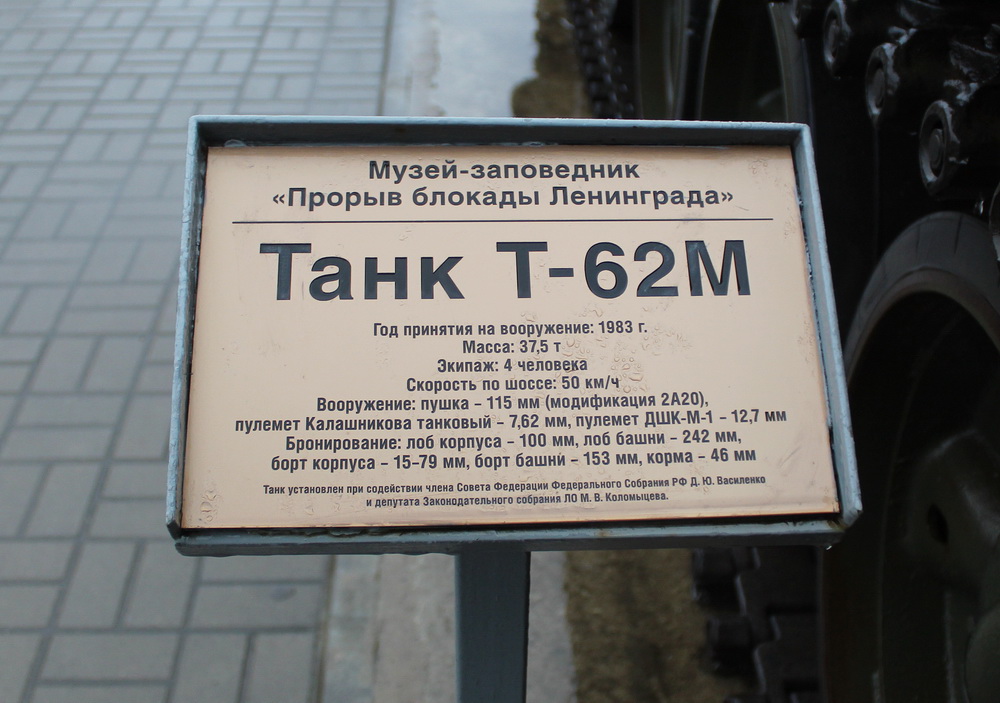 Музей-заповедник
«Прорыв блокады Ленинграда»
Танк Т-62М
Год принятия на вооружение: 1983 г.
Масса: 37,5 т
Экипаж: 4 человека
Скорость по шоссе: 50 км/ч
Вооружение: пушка – 115 мм (модификация 2А20),
пулемет Калашникова танковый – 7,62 мм, пулемет ДШК-М-1 – 12,7 мм
Бронирование: лоб корпуса – 100 мм, лоб башни – 242 мм,
борт корпуса – 15–79 мм, борт башни – 153 мм, корма – 46 мм
Танк установлен при содействии члена Совета Федерации Федерального Собрания РФ Д. Ю. Василенко
и депутата Законодательного собрания ЛО М. В. Коломыцева.